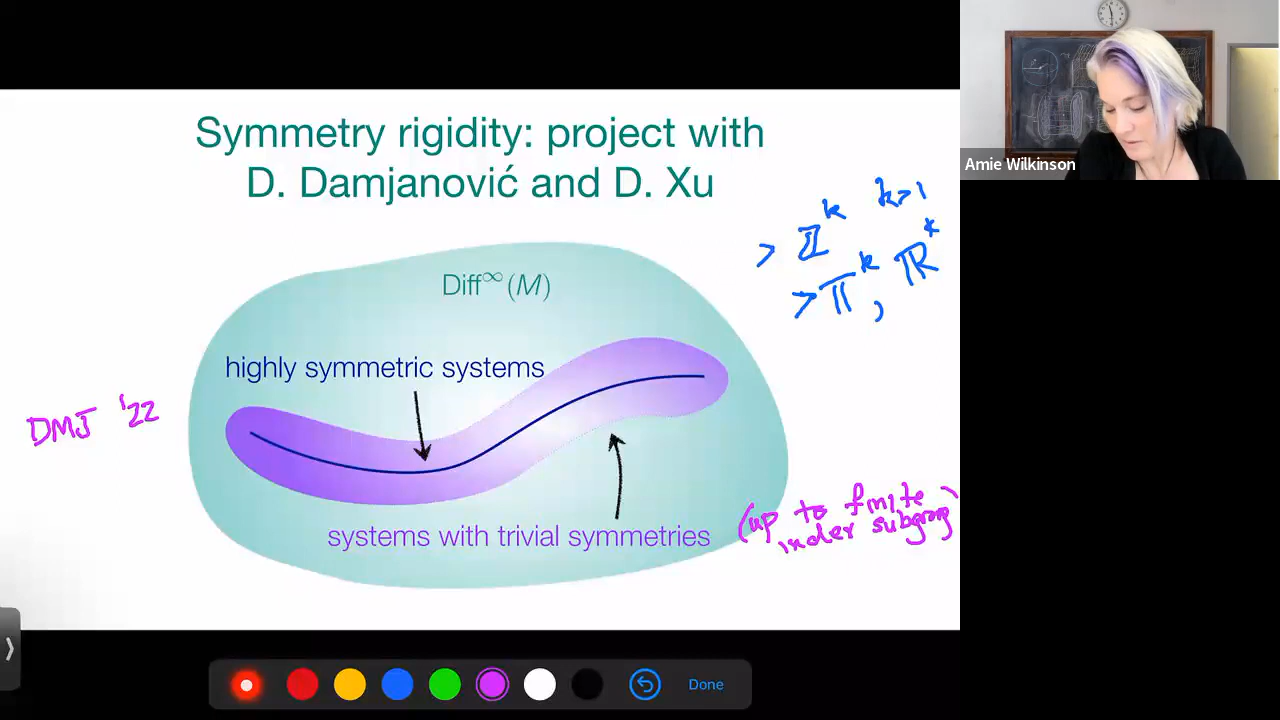 Symmetry rigidity: project with
D. Damjanović and D. Xu
> ℤ^k k>1
> 𝕋^k, ℝ^k
Diff^∞(M)
highly symmetric systems
DMJ '22
systems with trivial symmetries
(up to finite
index subgroup)
Amie Wilkinson
Done